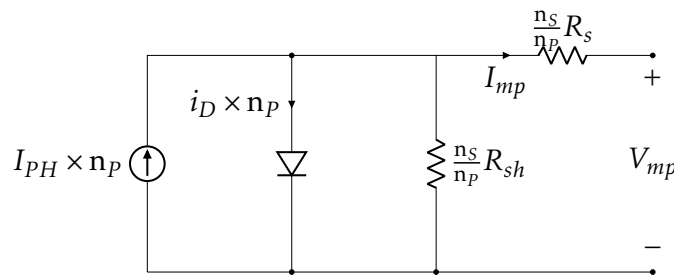 n_S/n_P R_s
I_mp
+
i_D × n_P
I_PH × n_P
n_S/n_P R_sh
V_mp
−